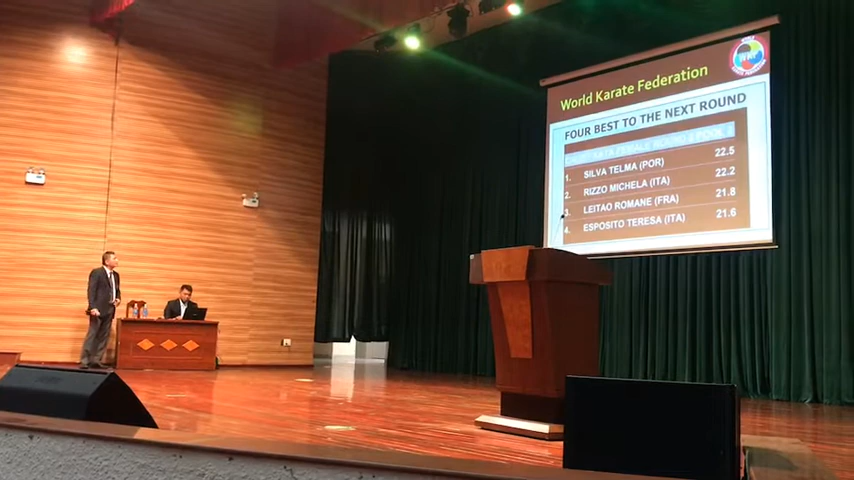 World Karate Federation
WKF
FOUR BEST TO THE NEXT ROUND
1. SILVA TELMA (POR) 22.5
2. RIZZO MICHELA (ITA) 22.2
3. LEITAO ROMANE (FRA) 21.8
4. ESPOSITO TERESA (ITA) 21.6